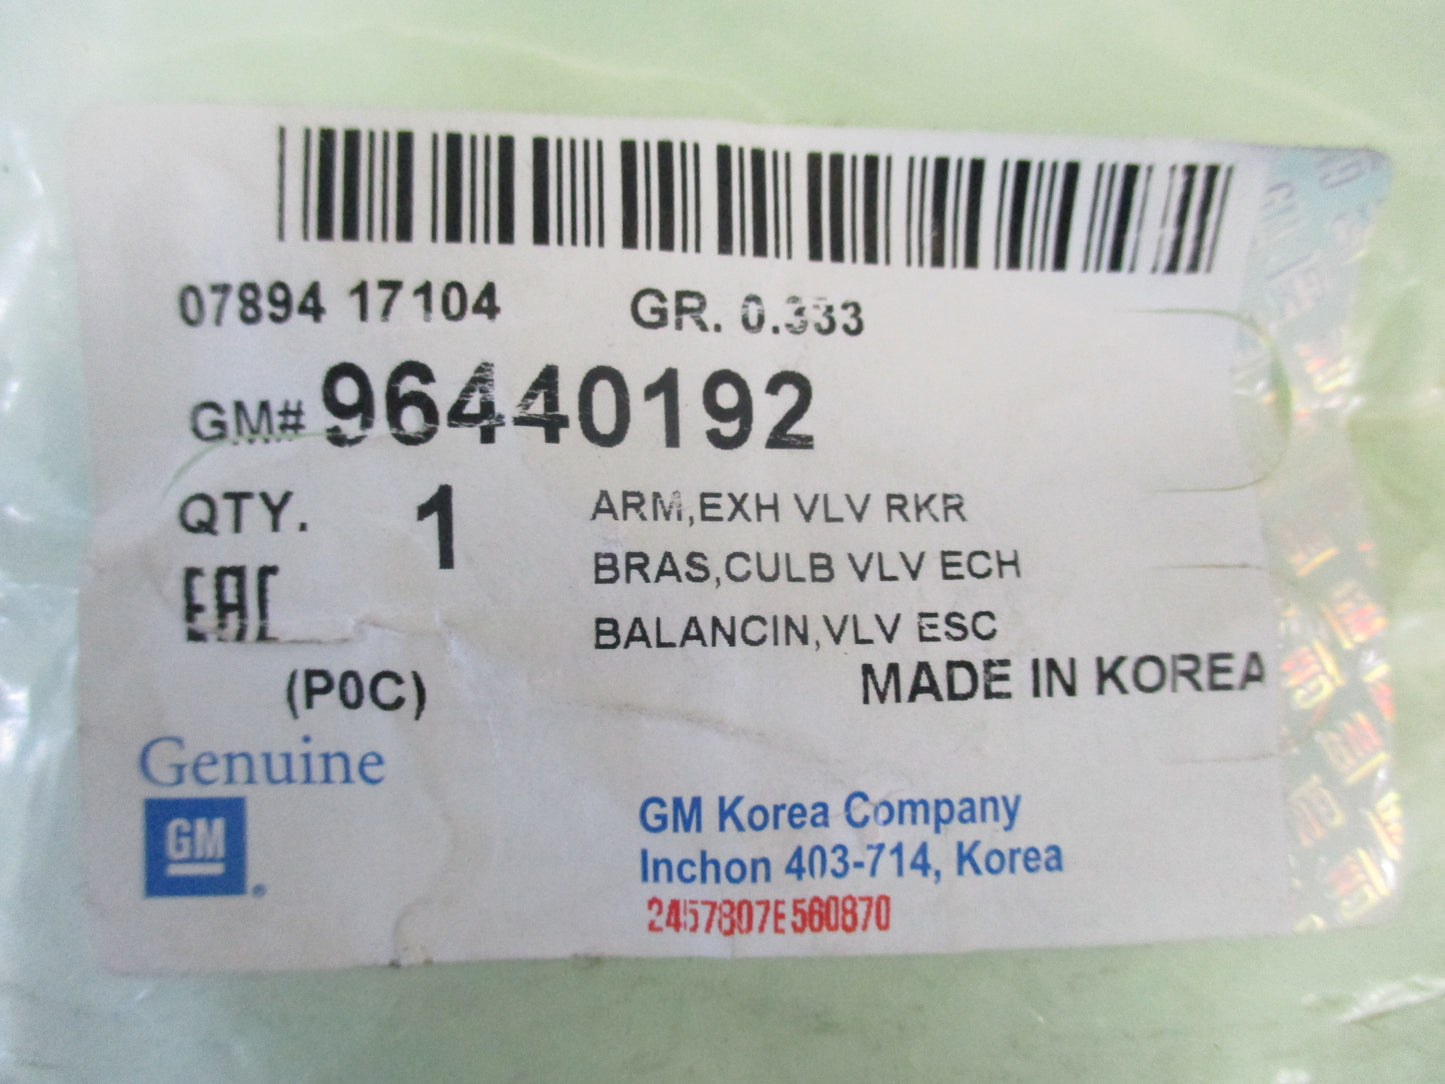 07894 17104 GR. 0.333
GM# 96440192
QTY. 1
ARM,EXH VLV RKR
BRAS,CULB VLV ECH
EAC
BALANCIN,VLV ESC
MADE IN KOREA
(P0C)
Genuine
GM
®
GM Korea Company
Inchon 403-714, Korea
2457807E560870